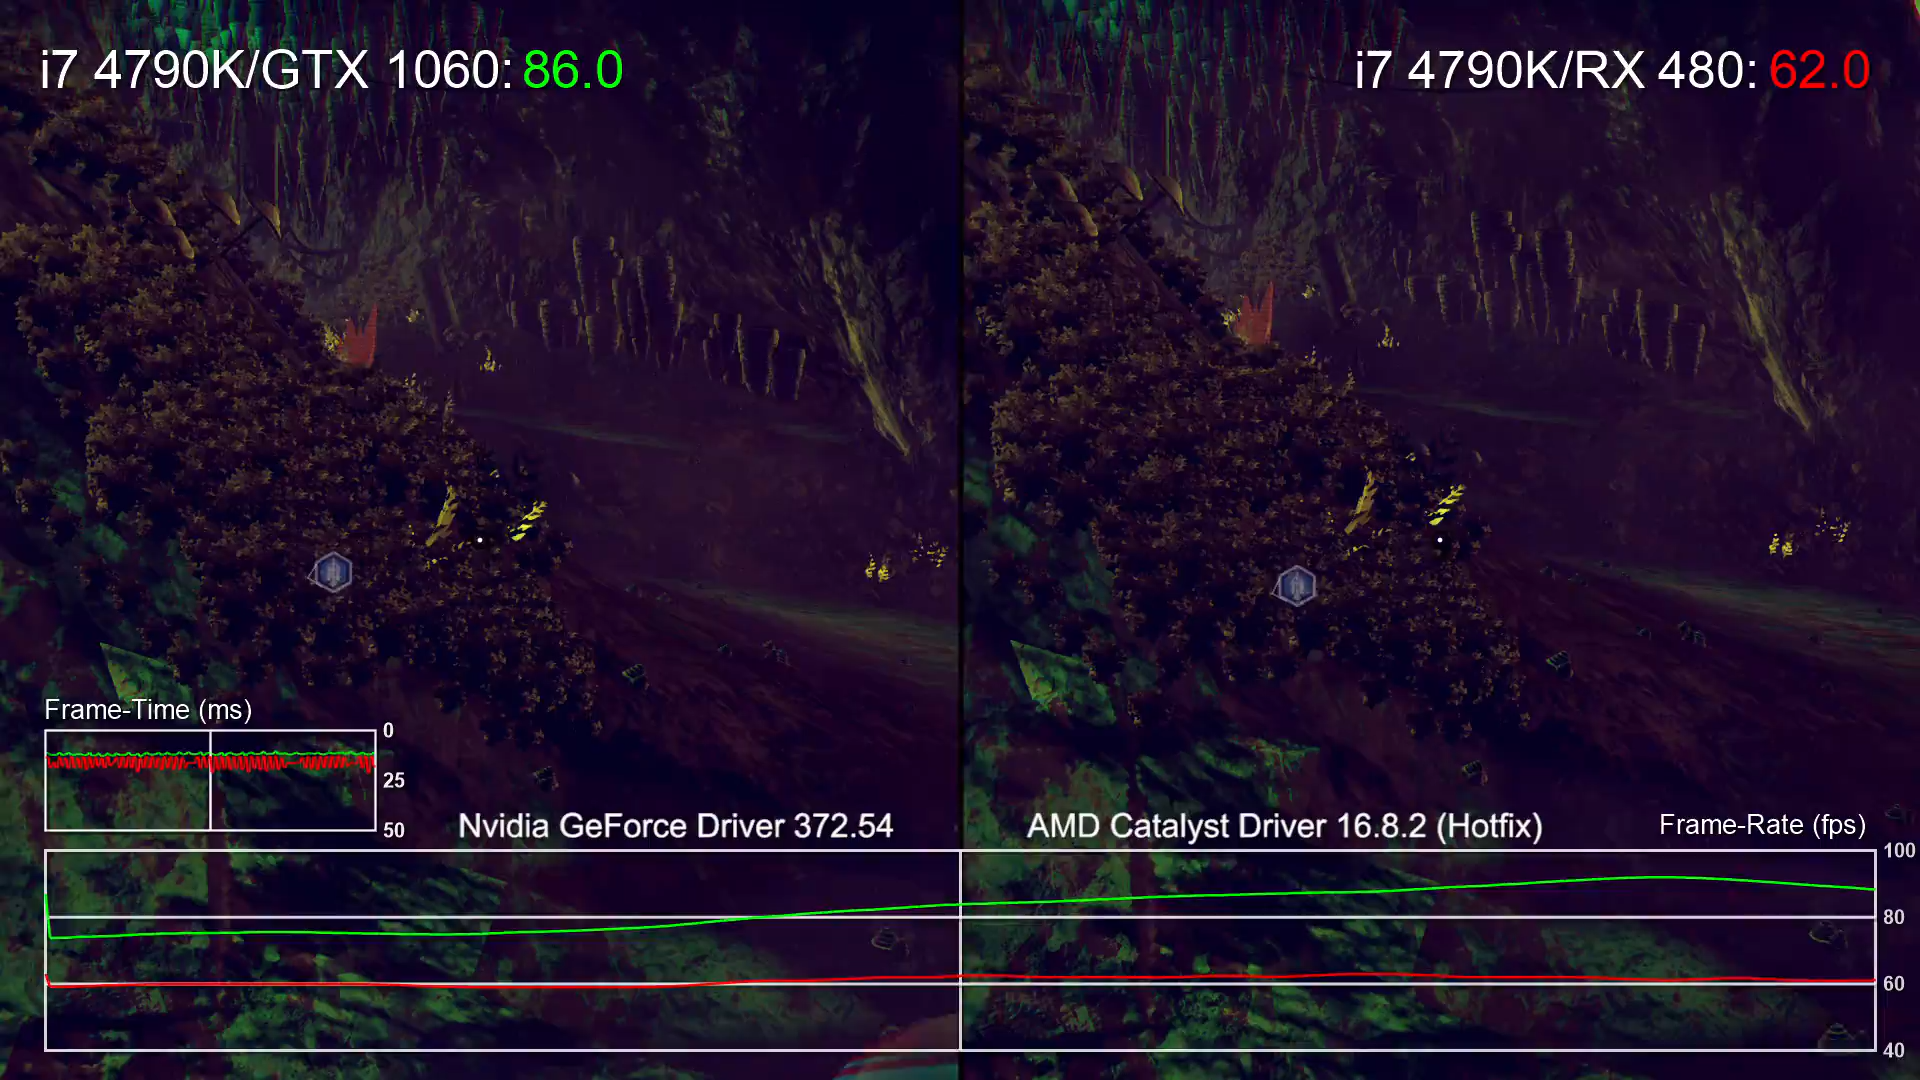 i7 4790K/GTX 1060: 86.0
i7 4790K/RX 480: 62.0
Frame-Time (ms)
0
25
50
Nvidia GeForce Driver 372.54
AMD Catalyst Driver 16.8.2 (Hotfix)
Frame-Rate (fps)
100
80
60
40